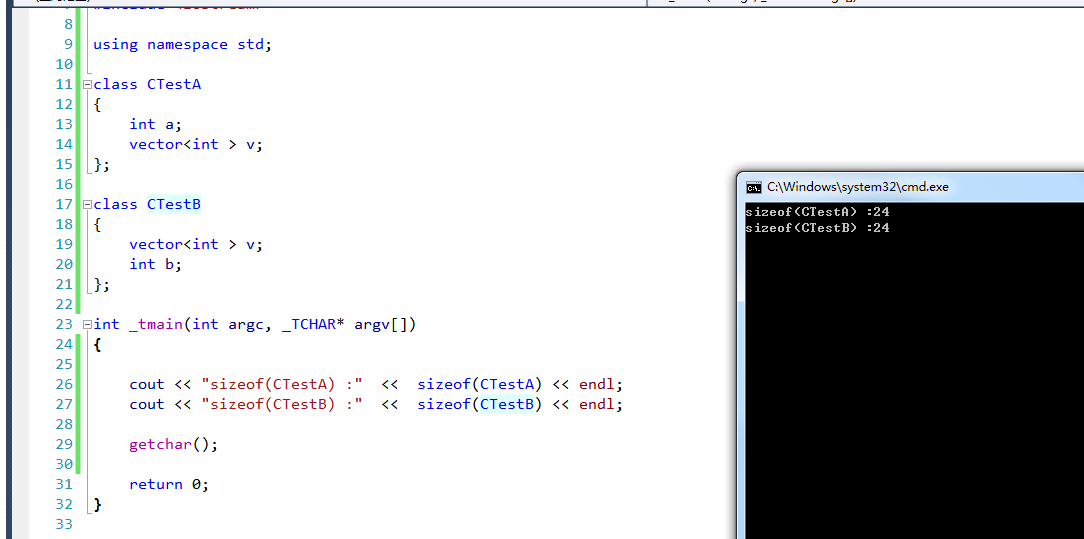 8
9 using namespace std;
10
11 class CTestA
12 {
13 int a;
14 vector<int > v;
15 };
16
17 class CTestB
18 {
19 vector<int > v;
20 int b;
21 };
22
23 int _tmain(int argc, _TCHAR* argv[])
24 {
25
26 cout << "sizeof(CTestA) :" << sizeof(CTestA) << endl;
27 cout << "sizeof(CTestB) :" << sizeof(CTestB) << endl;
28
29 getchar();
30
31 return 0;
32 }
33
C:\Windows\system32\cmd.exe
sizeof(CTestA) :24
sizeof(CTestB) :24